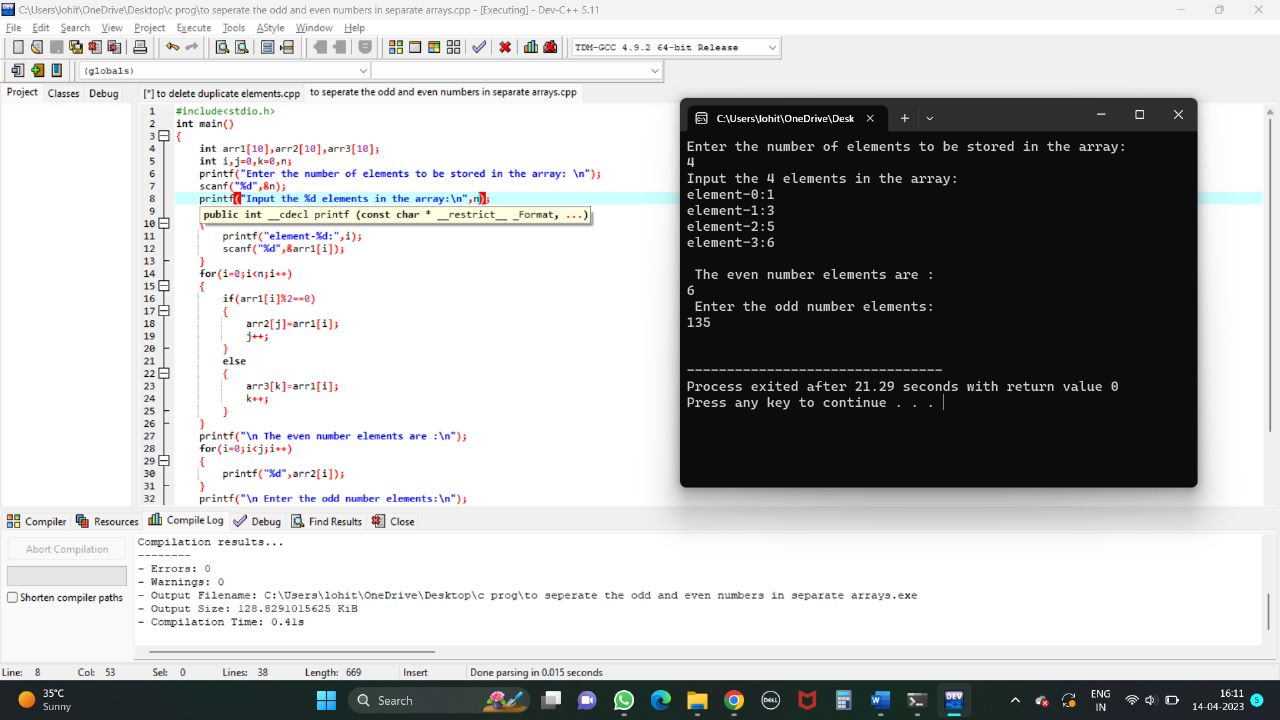 C:\Users\lohit\OneDrive\Desktop\c prog\to seperate the odd and even numbers in separate arrays.cpp - [Executing] - Dev-C++ 5.11
File Edit Search View Project Execute Tools AStyle Window Help
TDM-GCC 4.9.2 64-bit Release
(globals)
Project Classes Debug
[*] to delete duplicate elements.cpp to seperate the odd and even numbers in separate arrays.cpp
1 #include<stdio.h>
2 int main()
3 {
4 int arr1[10],arr2[10],arr3[10];
5 int i,j=0,k=0,n;
6 printf("Enter the number of elements to be stored in the array: \n");
7 scanf("%d",&n);
8 printf("Input the %d elements in the array:\n",n);
9
public int __cdecl printf (const char * __restrict__ _Format, ...)
10 {
11 printf("element-%d:",i);
12 scanf("%d",&arr1[i]);
13 }
14 for(i=0;i<n;i++)
15 {
16 if(arr1[i]%2==0)
17 {
18 arr2[j]=arr1[i];
19 j++;
20 }
21 else
22 {
23 arr3[k]=arr1[i];
24 k++;
25 }
26 }
27 printf("\n The even number elements are :\n");
28 for(i=0;i<j;i++)
29 {
30 printf("%d",arr2[i]);
31 }
32 printf("\n Enter the odd number elements:\n");
C:\Users\lohit\OneDrive\Desk
Enter the number of elements to be stored in the array:
4
Input the 4 elements in the array:
element-0:1
element-1:3
element-2:5
element-3:6
The even number elements are :
6
Enter the odd number elements:
135
--------------------------------
Process exited after 21.29 seconds with return value 0
Press any key to continue . . .
Compiler Resources Compile Log Debug Find Results Close
Abort Compilation
Shorten compiler paths
Compilation results...
--------
- Errors: 0
- Warnings: 0
- Output Filename: C:\Users\lohit\OneDrive\Desktop\c prog\to seperate the odd and even numbers in separate arrays.exe
- Output Size: 128.8291015625 KiB
- Compilation Time: 0.41s
Line: 8 Col: 53 Sel: 0 Lines: 38 Length: 669 Insert Done parsing in 0.015 seconds
35°C
Sunny
Search
DELL
DEV
ENG
IN
16:11
14-04-2023
5